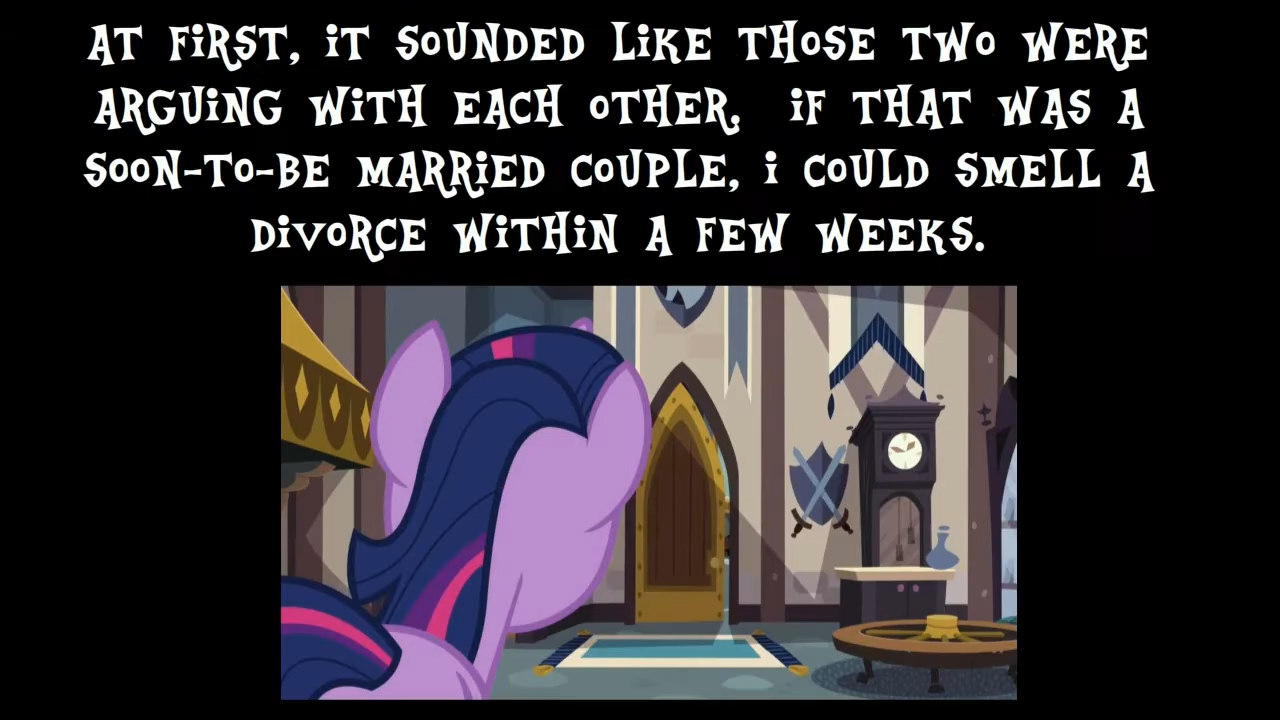 AT FiRST, iT SOUNDED LiKE THOSE TWO WERE
ARGUiNG WiTH EACH OTHER.  iF THAT WAS A
SOON-TO-BE MARRiED COUPLE, i COULD SMELL A
DiVORCE WiTHiN A FEW WEEKS.